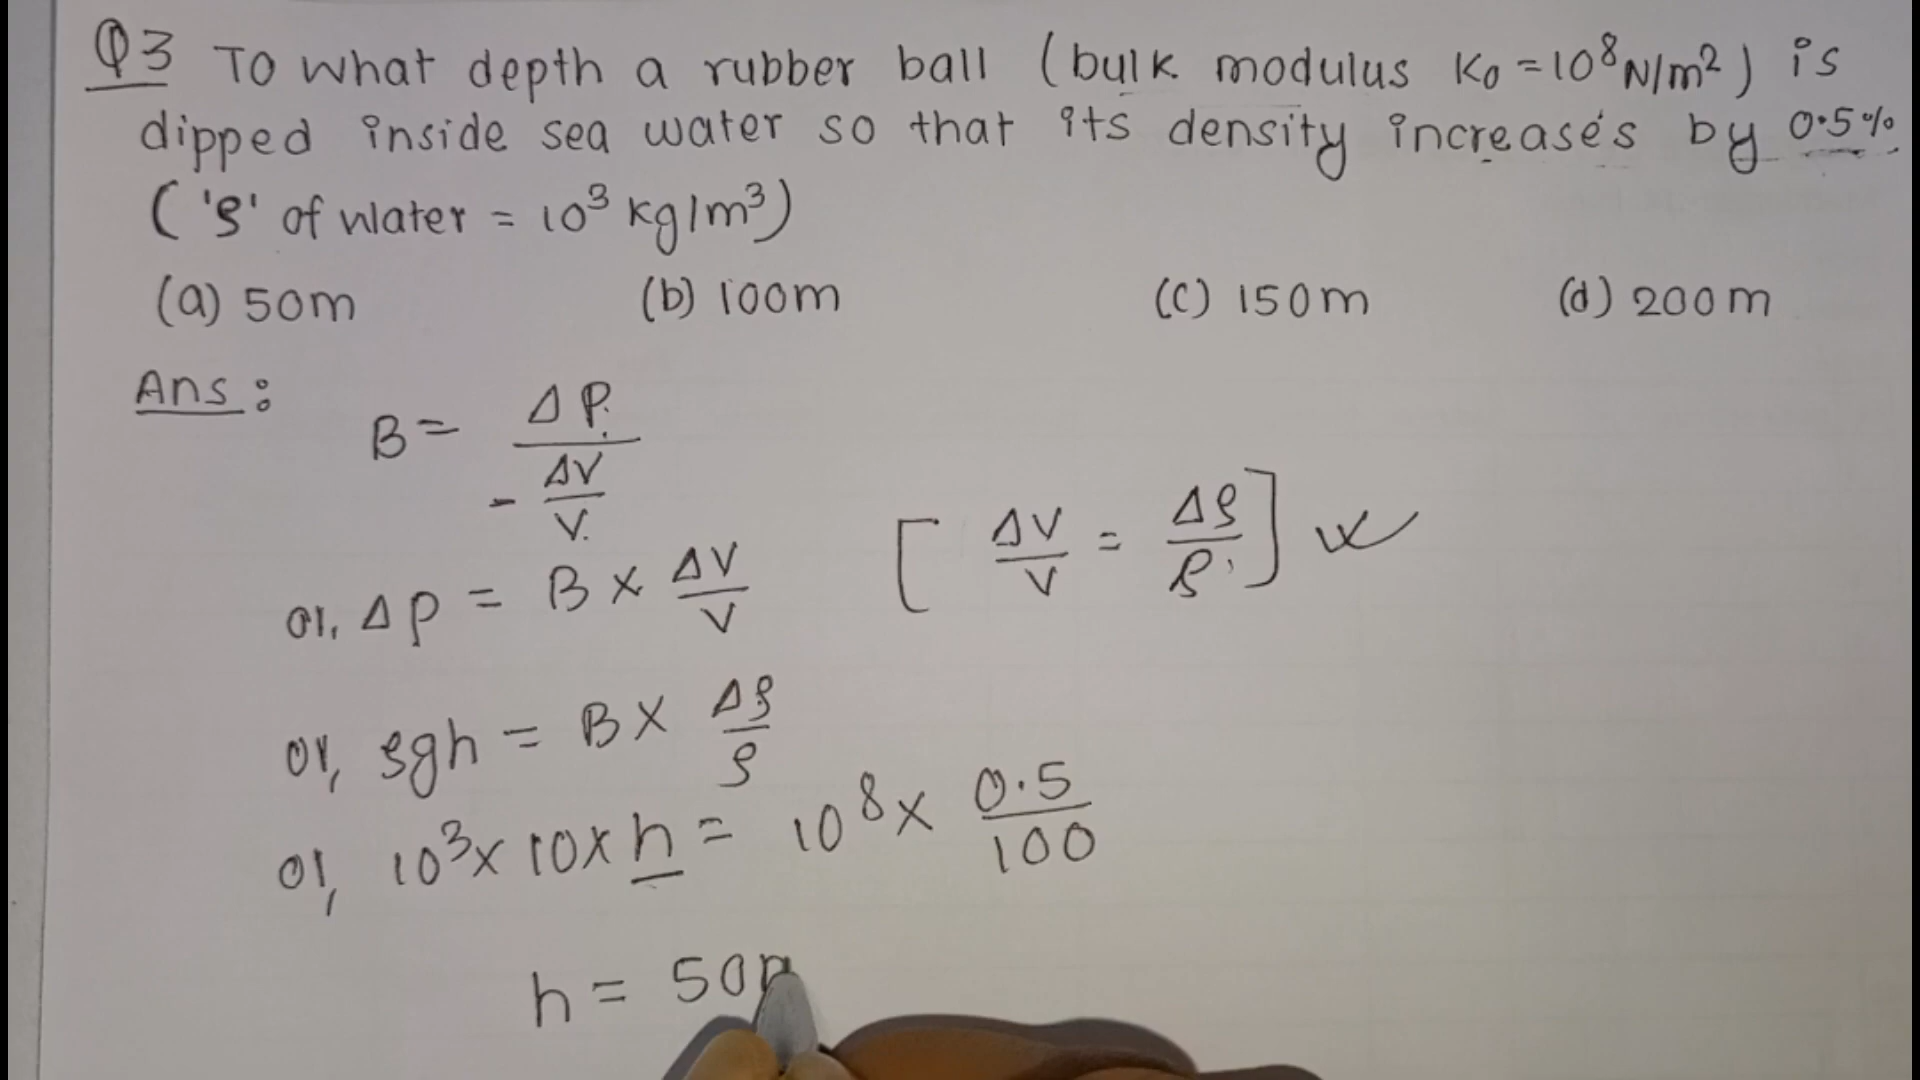 Q3 To what depth a rubber ball (bulk modulus K₀ = 10⁸ N/m²) is
dipped inside sea water so that its density increases by 0.5%
('ρ' of water = 10³ kg/m³)
(a) 50m (b) 100m (c) 150m (d) 200m
Ans :
B = ΔP / - ΔV/V
or, ΔP = B × ΔV/V [ ΔV/V = Δρ/ρ ]
or, ρgh = B × Δρ/ρ
or, 10³ × 10 × h = 10⁸ × 0.5/100
h = 50